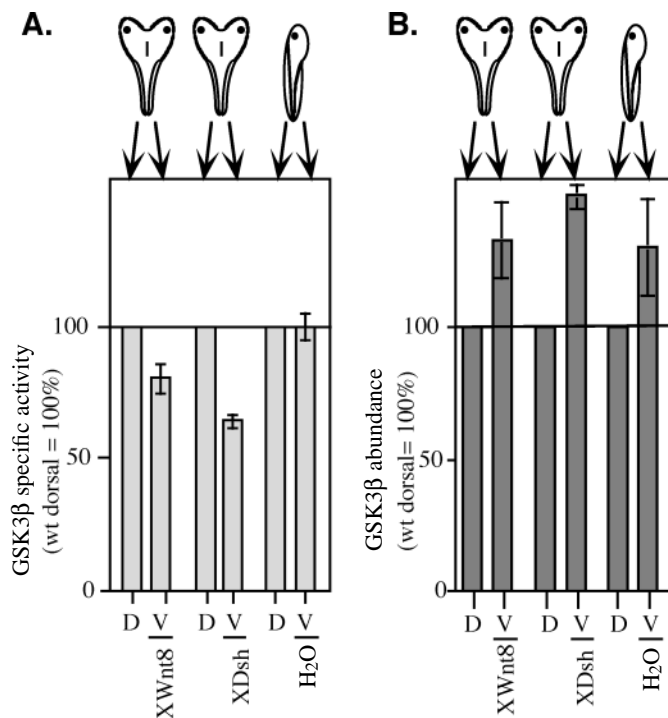 A.
GSK3β specific activity
(wt dorsal = 100%)
100
50
0
D V D V D V
XWnt8 XDsh H₂O
B.
GSK3β abundance
(wt dorsal= 100%)
100
50
0
D V D V D V
XWnt8 XDsh H₂O